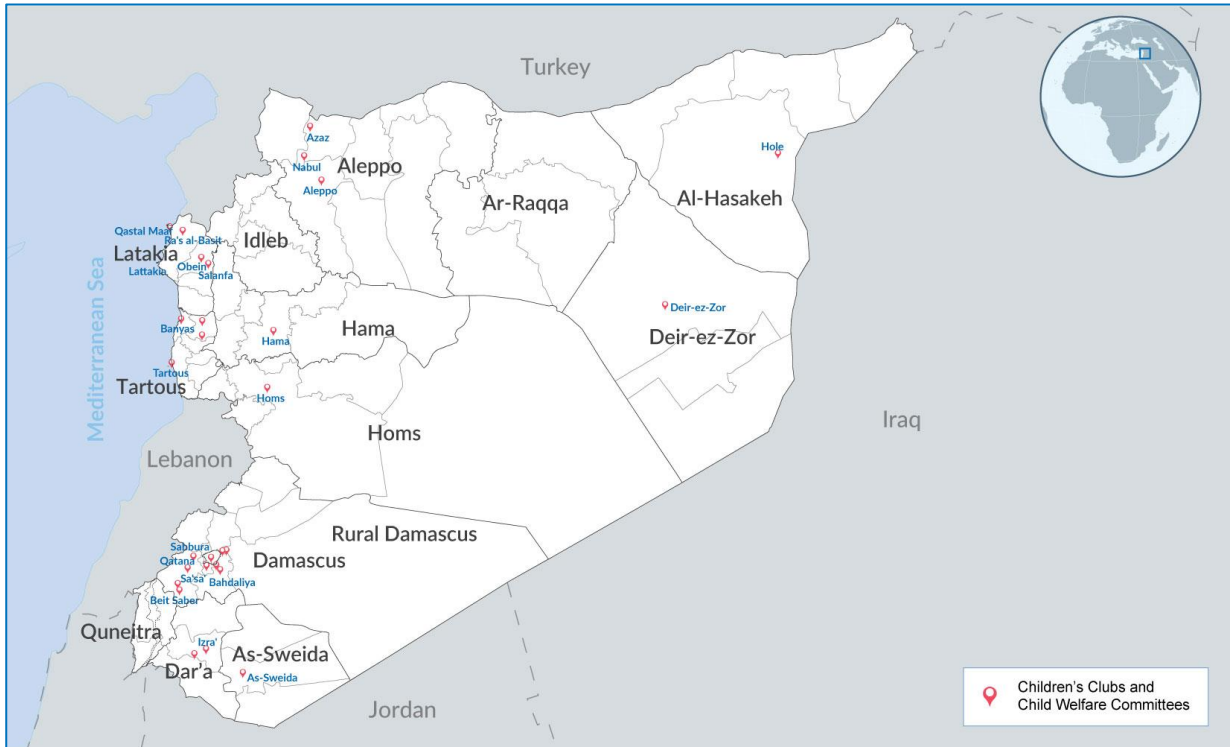 Turkey
Azaz
Nabul
Aleppo
Aleppo
Hole
Al-Hasakeh
Ar-Raqqa
Qastal Maaf
Ra's al-Basit
Idleb
Latakia
Obein
Lattakia
Salanfa
Mediterranean Sea
Deir-ez-Zor
Deir-ez-Zor
Banyas
Hama
Hama
Tartous
Tartous
Homs
Homs
Iraq
Lebanon
Rural Damascus
Sabbura
Damascus
Qatana
Sa'sa'
Bahdaliya
Beit Saber
Quneitra
Izra'
As-Sweida
Dar'a
As-Sweida
Jordan
Children's Clubs and
Child Welfare Committees